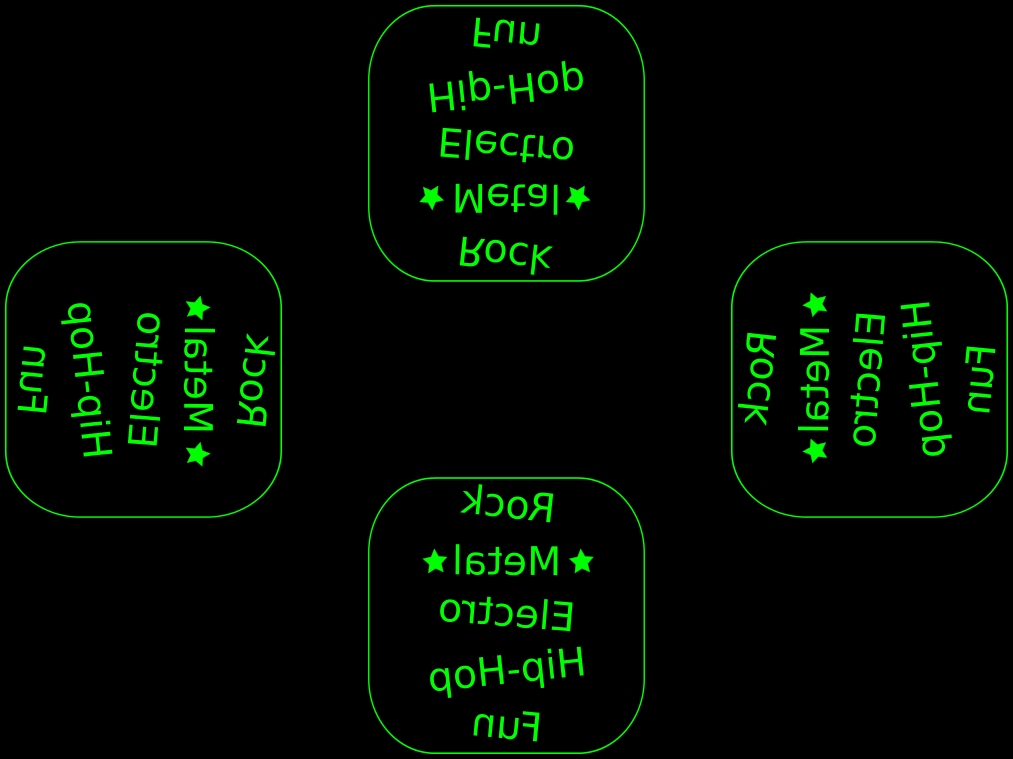 Rock
★ Metal ★
Electro
Hip-Hop
Fun
Rock
★ Metal ★
Electro
Hip-Hop
Fun
Rock
★ Metal ★
Electro
Hip-Hop
Fun
Rock
★ Metal ★
Electro
Hip-Hop
Fun